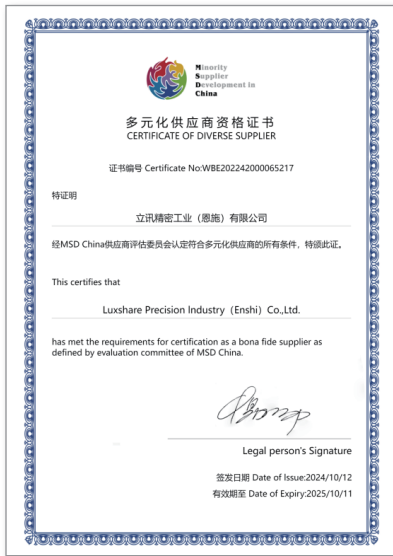 Minority
Supplier
Development in
China
多元化供应商资格证书
CERTIFICATE OF DIVERSE SUPPLIER
证书编号 Certificate No:WBE202242000065217
特证明
立讯精密工业（恩施）有限公司
经MSD China供应商评估委员会认定符合多元化供应商的所有条件，特颁此证。
This certifies that
Luxshare Precision Industry（Enshi）Co.,Ltd.
has met the requirements for certification as a bona fide supplier as
defined by evaluation committee of MSD China.
Legal person's Signature
签发日期 Date of Issue:2024/10/12
有效期至 Date of Expiry:2025/10/11